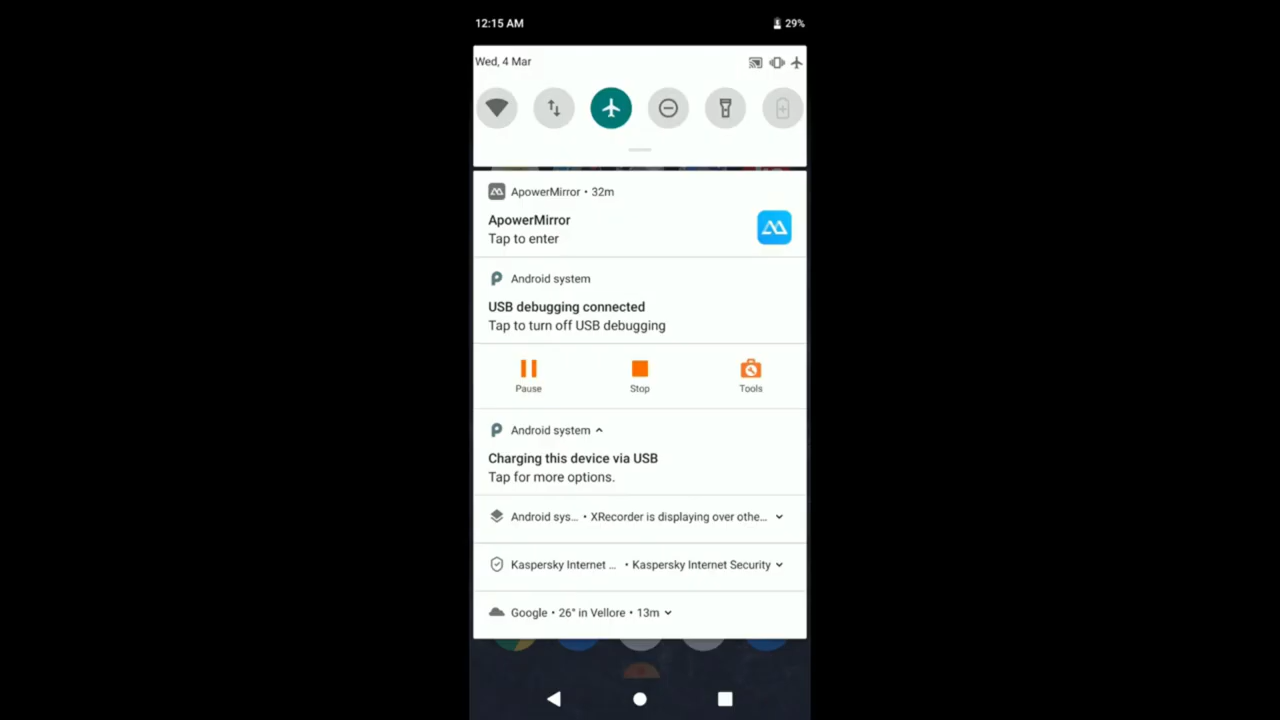 12:15 AM
29%
Wed, 4 Mar
ApowerMirror • 32m
ApowerMirror
Tap to enter
Android system
USB debugging connected
Tap to turn off USB debugging
Pause
Stop
Tools
Android system
Charging this device via USB
Tap for more options.
Android sys... • XRecorder is displaying over othe...
Kaspersky Internet ... • Kaspersky Internet Security
Google • 26° in Vellore • 13m